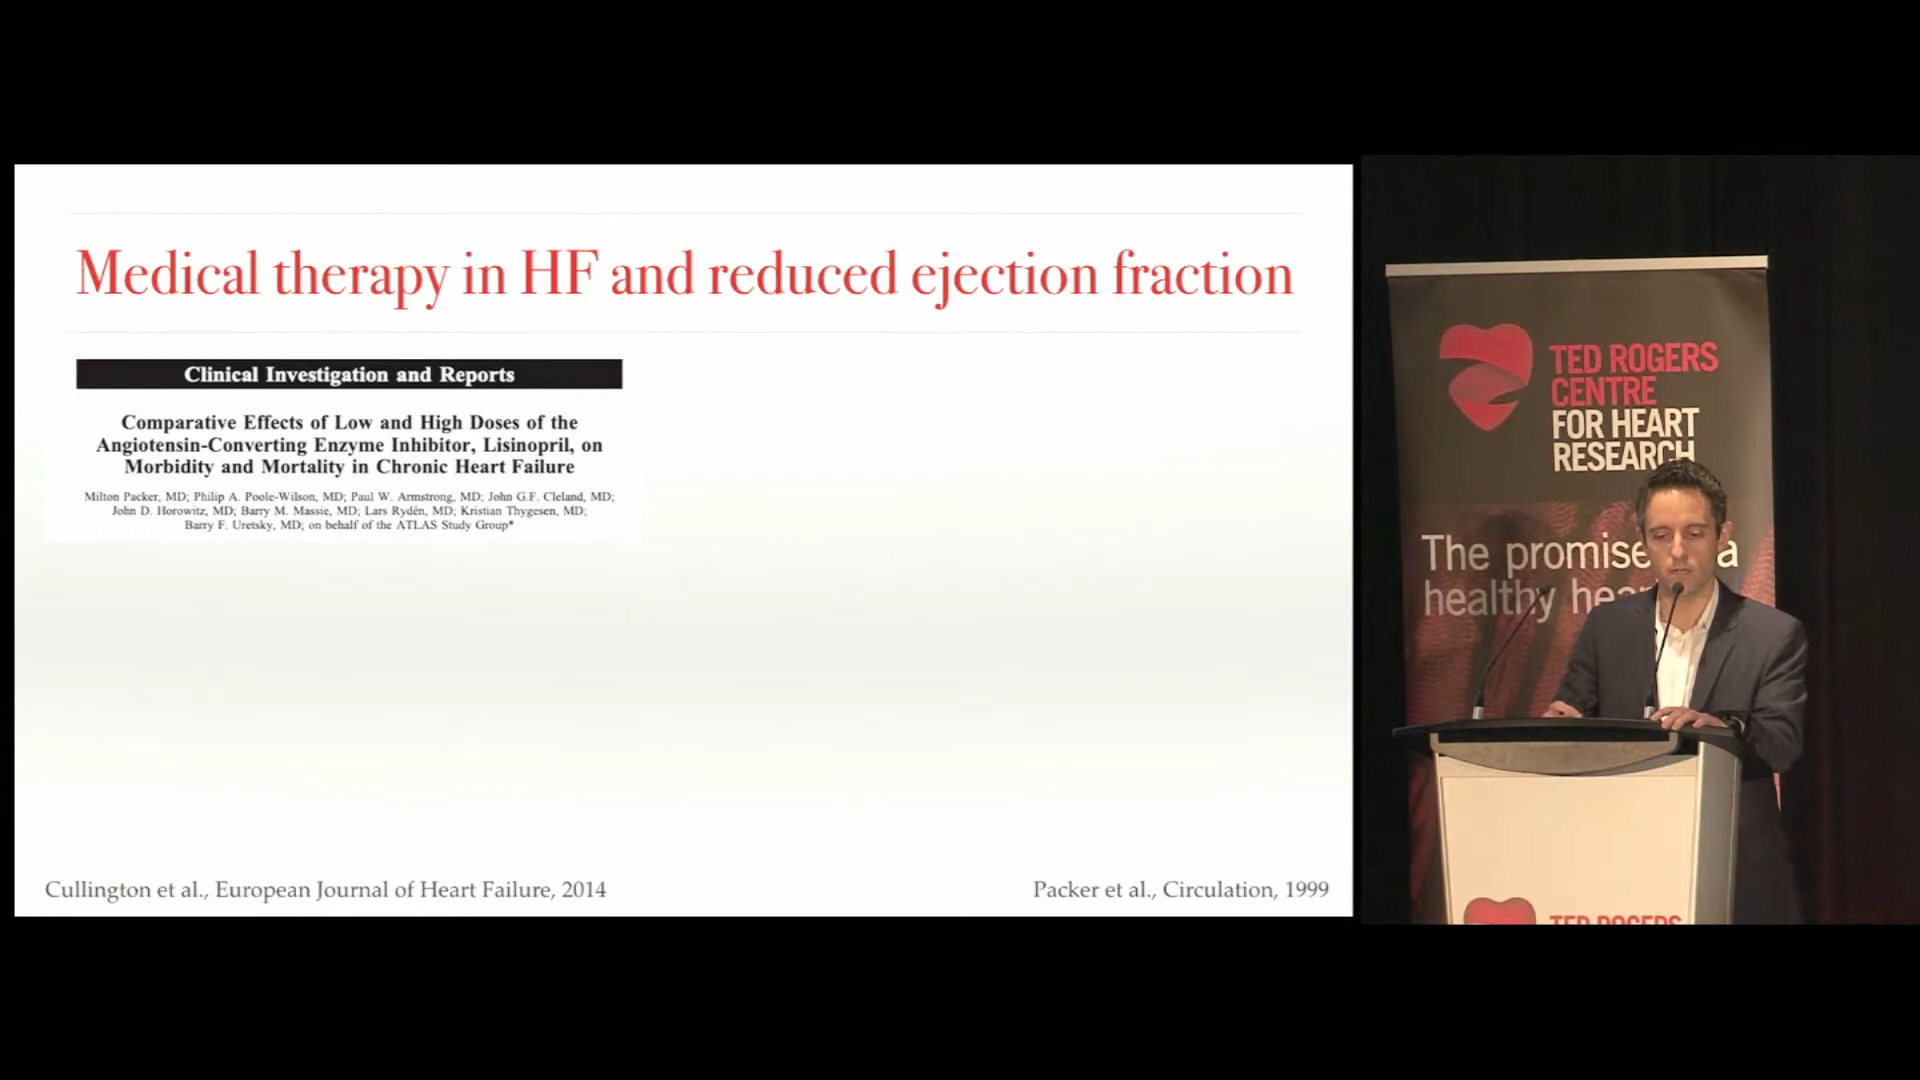 Medical therapy in HF and reduced ejection fraction
Clinical Investigation and Reports
Comparative Effects of Low and High Doses of the
Angiotensin-Converting Enzyme Inhibitor, Lisinopril, on
Morbidity and Mortality in Chronic Heart Failure
Milton Packer, MD; Philip A. Poole-Wilson, MD; Paul W. Armstrong, MD; John G.F. Cleland, MD;
John D. Horowitz, MD; Barry M. Massie, MD; Lars Rydén, MD; Kristian Thygesen, MD;
Barry F. Uretsky, MD; on behalf of the ATLAS Study Group*
Cullington et al., European Journal of Heart Failure, 2014
Packer et al., Circulation, 1999
TED ROGERS
CENTRE
FOR HEART
RESEARCH
The promise a
healthy
TED ROGERS